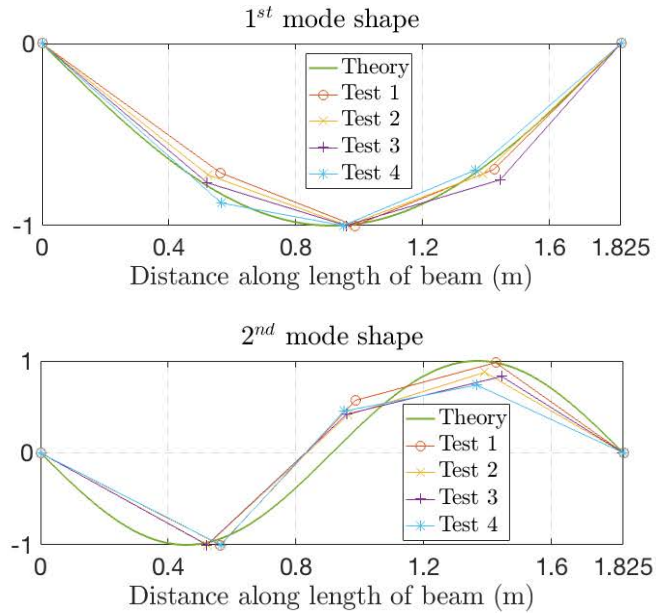 1st mode shape
0
-1
Theory
Test 1
Test 2
Test 3
Test 4
0 0.4 0.8 1.2 1.6 1.825
Distance along length of beam (m)
2nd mode shape
1
0
-1
Theory
Test 1
Test 2
Test 3
Test 4
0 0.4 0.8 1.2 1.6 1.825
Distance along length of beam (m)